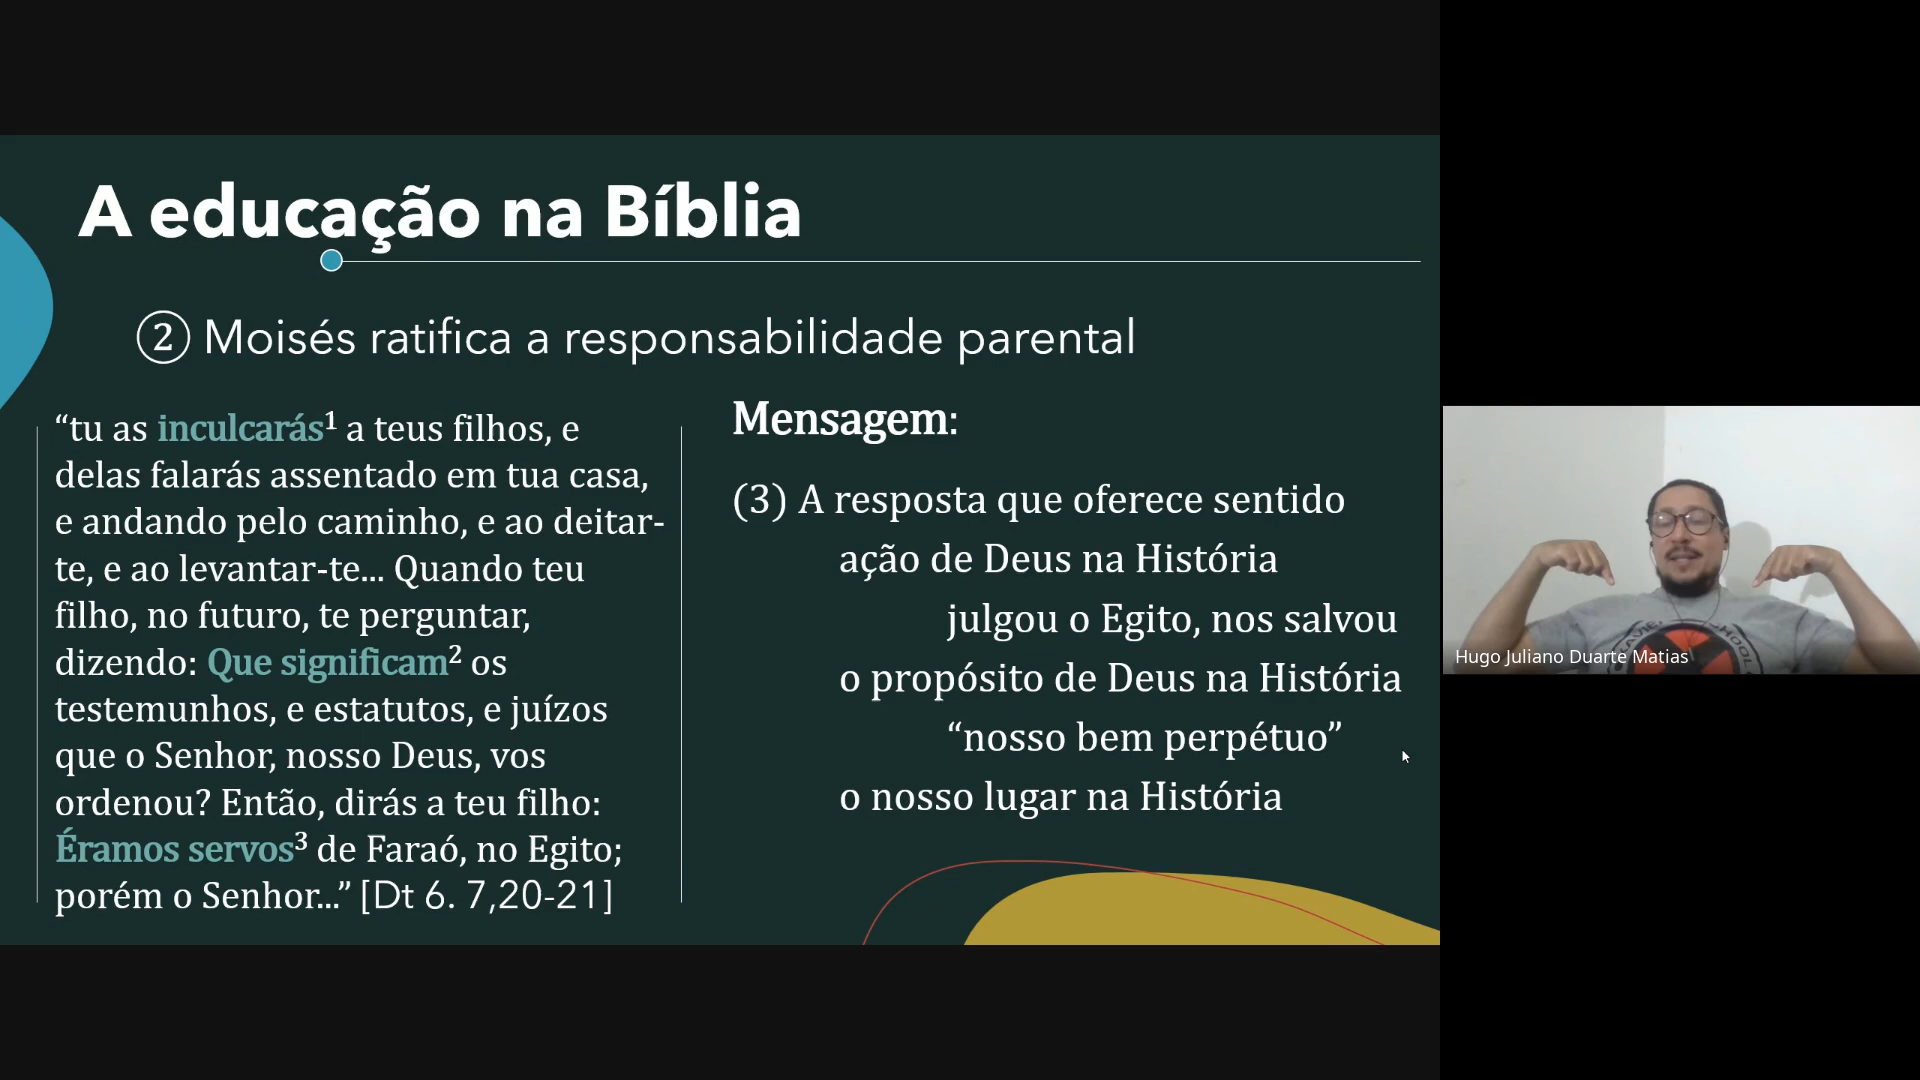 A educação na Bíblia
② Moisés ratifica a responsabilidade parental
“tu as inculcarás¹ a teus filhos, e
delas falarás assentado em tua casa,
e andando pelo caminho, e ao deitar-
te, e ao levantar-te... Quando teu
filho, no futuro, te perguntar,
dizendo: Que significam² os
testemunhos, e estatutos, e juízos
que o Senhor, nosso Deus, vos
ordenou? Então, dirás a teu filho:
Éramos servos³ de Faraó, no Egito;
porém o Senhor...” [Dt 6. 7,20-21]
Mensagem:
(3) A resposta que oferece sentido
ação de Deus na História
julgou o Egito, nos salvou
o propósito de Deus na História
“nosso bem perpétuo”
o nosso lugar na História
Hugo Juliano Duarte Matias